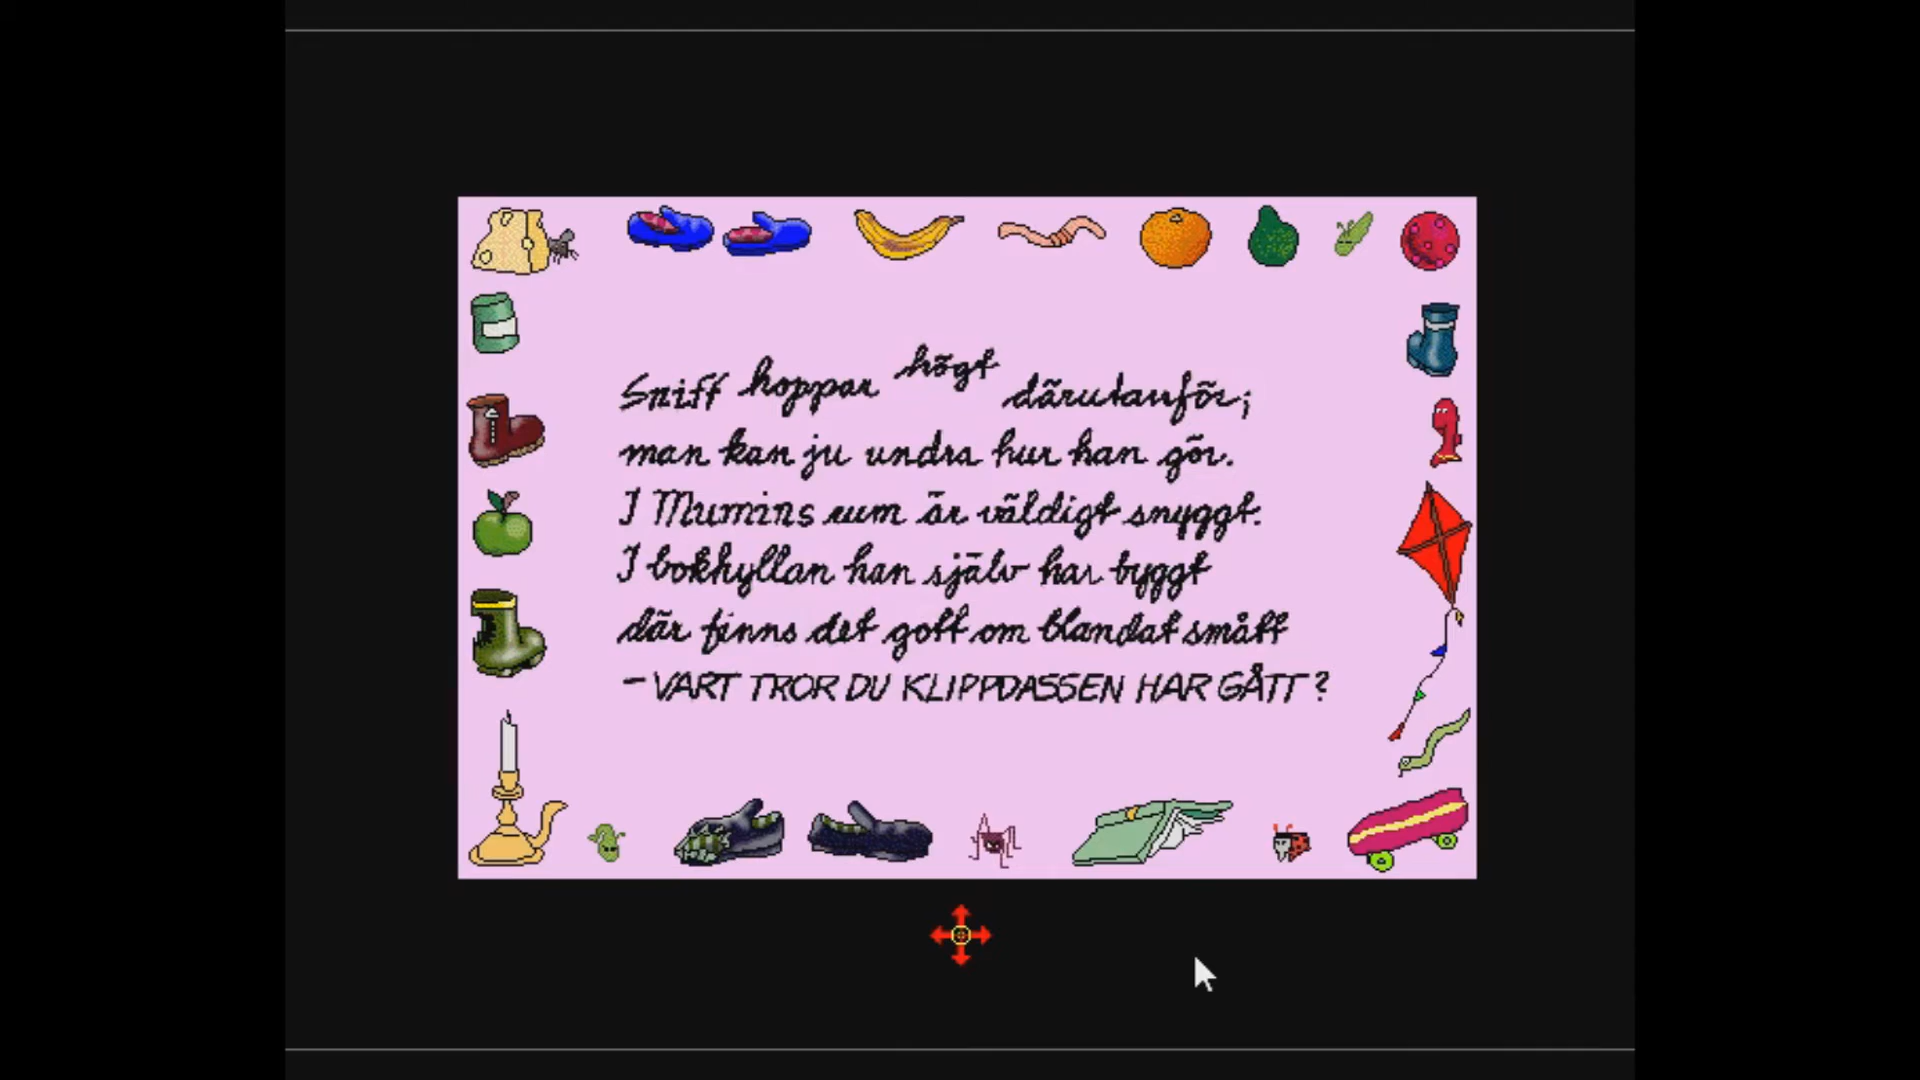 Sniff hoppar högt därutanför;
man kan ju undra hur han gör.
I Mumins rum är väldigt snyggt.
I bokhyllan han själv har byggt
där finns det gott om blandat smått
– VART TROR DU KLIPPDASSEN HAR GÅTT?